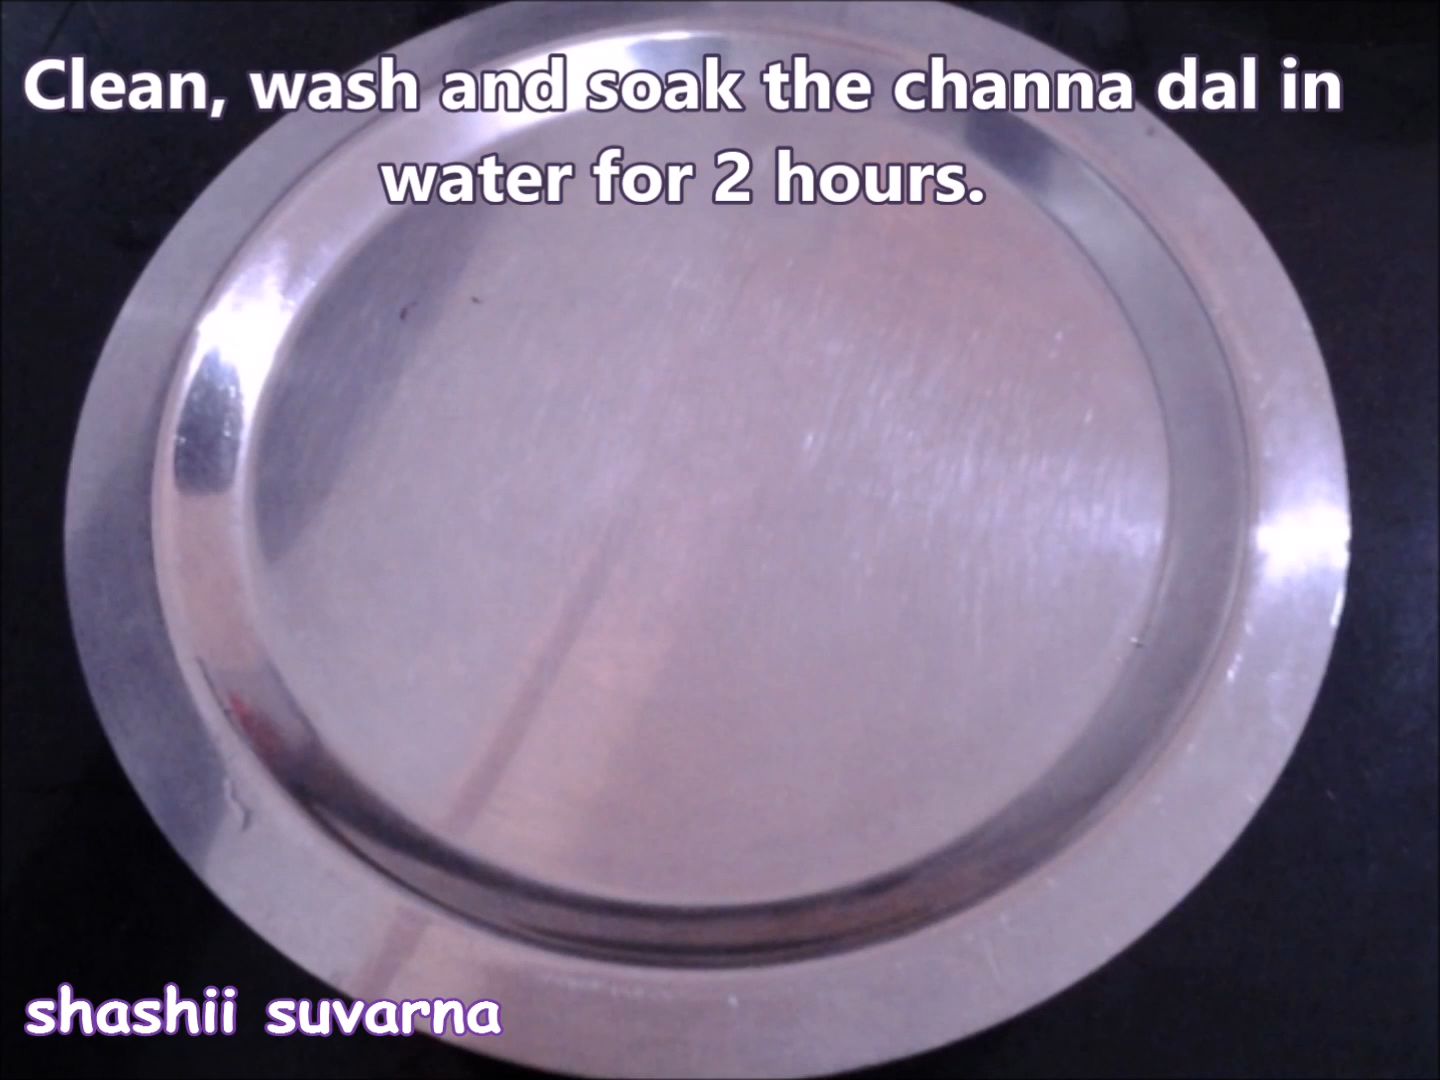 Clean, wash and soak the channa dal in
water for 2 hours.
shashii suvarna